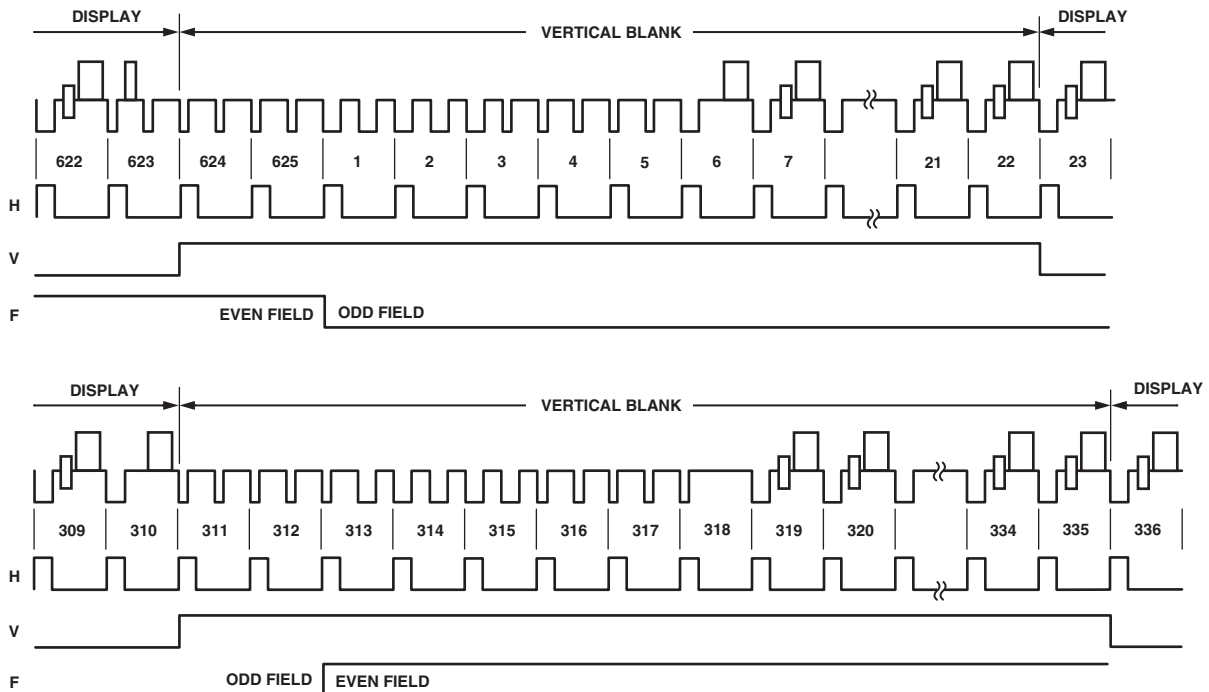 DISPLAY VERTICAL BLANK DISPLAY
622 623 624 625 1 2 3 4 5 6 7 21 22 23
H
V
F EVEN FIELD ODD FIELD
DISPLAY VERTICAL BLANK DISPLAY
309 310 311 312 313 314 315 316 317 318 319 320 334 335 336
H
V
F ODD FIELD EVEN FIELD